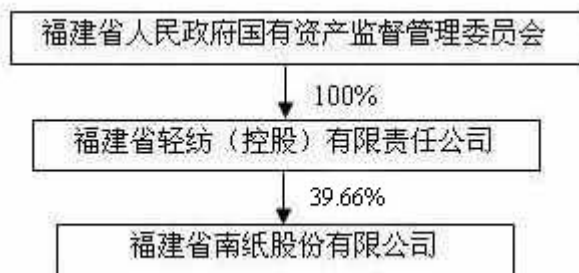 福建省人民政府国有资产监督管理委员会
100%
福建省轻纺（控股）有限责任公司
39.66%
福建省南纸股份有限公司